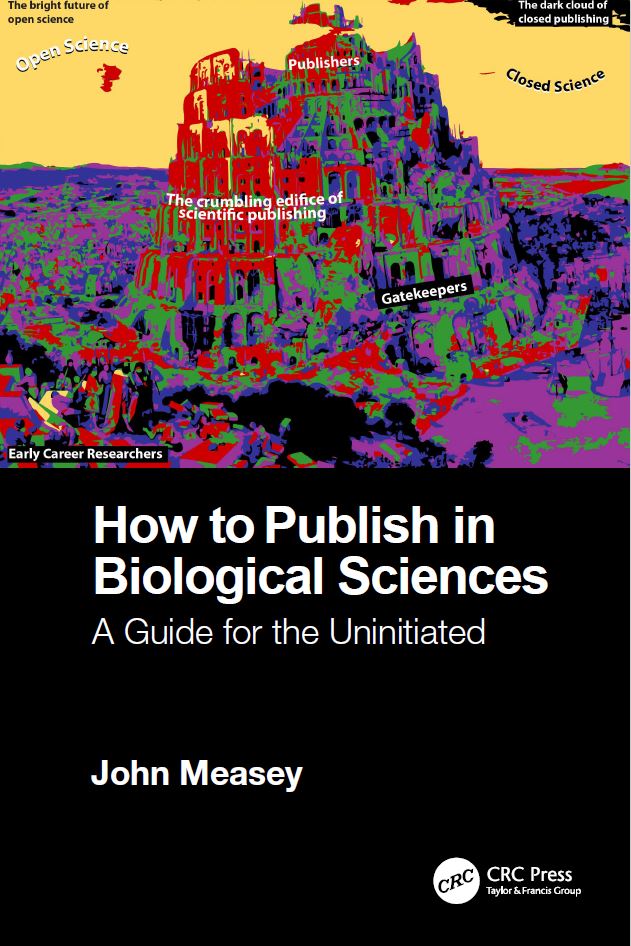 The bright future of
open science
The dark cloud of
closed publishing
Open Science
Publishers
Closed Science
The crumbling edifice of
scientific publishing
Gatekeepers
Early Career Researchers
How to Publish in
Biological Sciences
A Guide for the Uninitiated
John Measey
CRC
CRC Press
Taylor & Francis Group